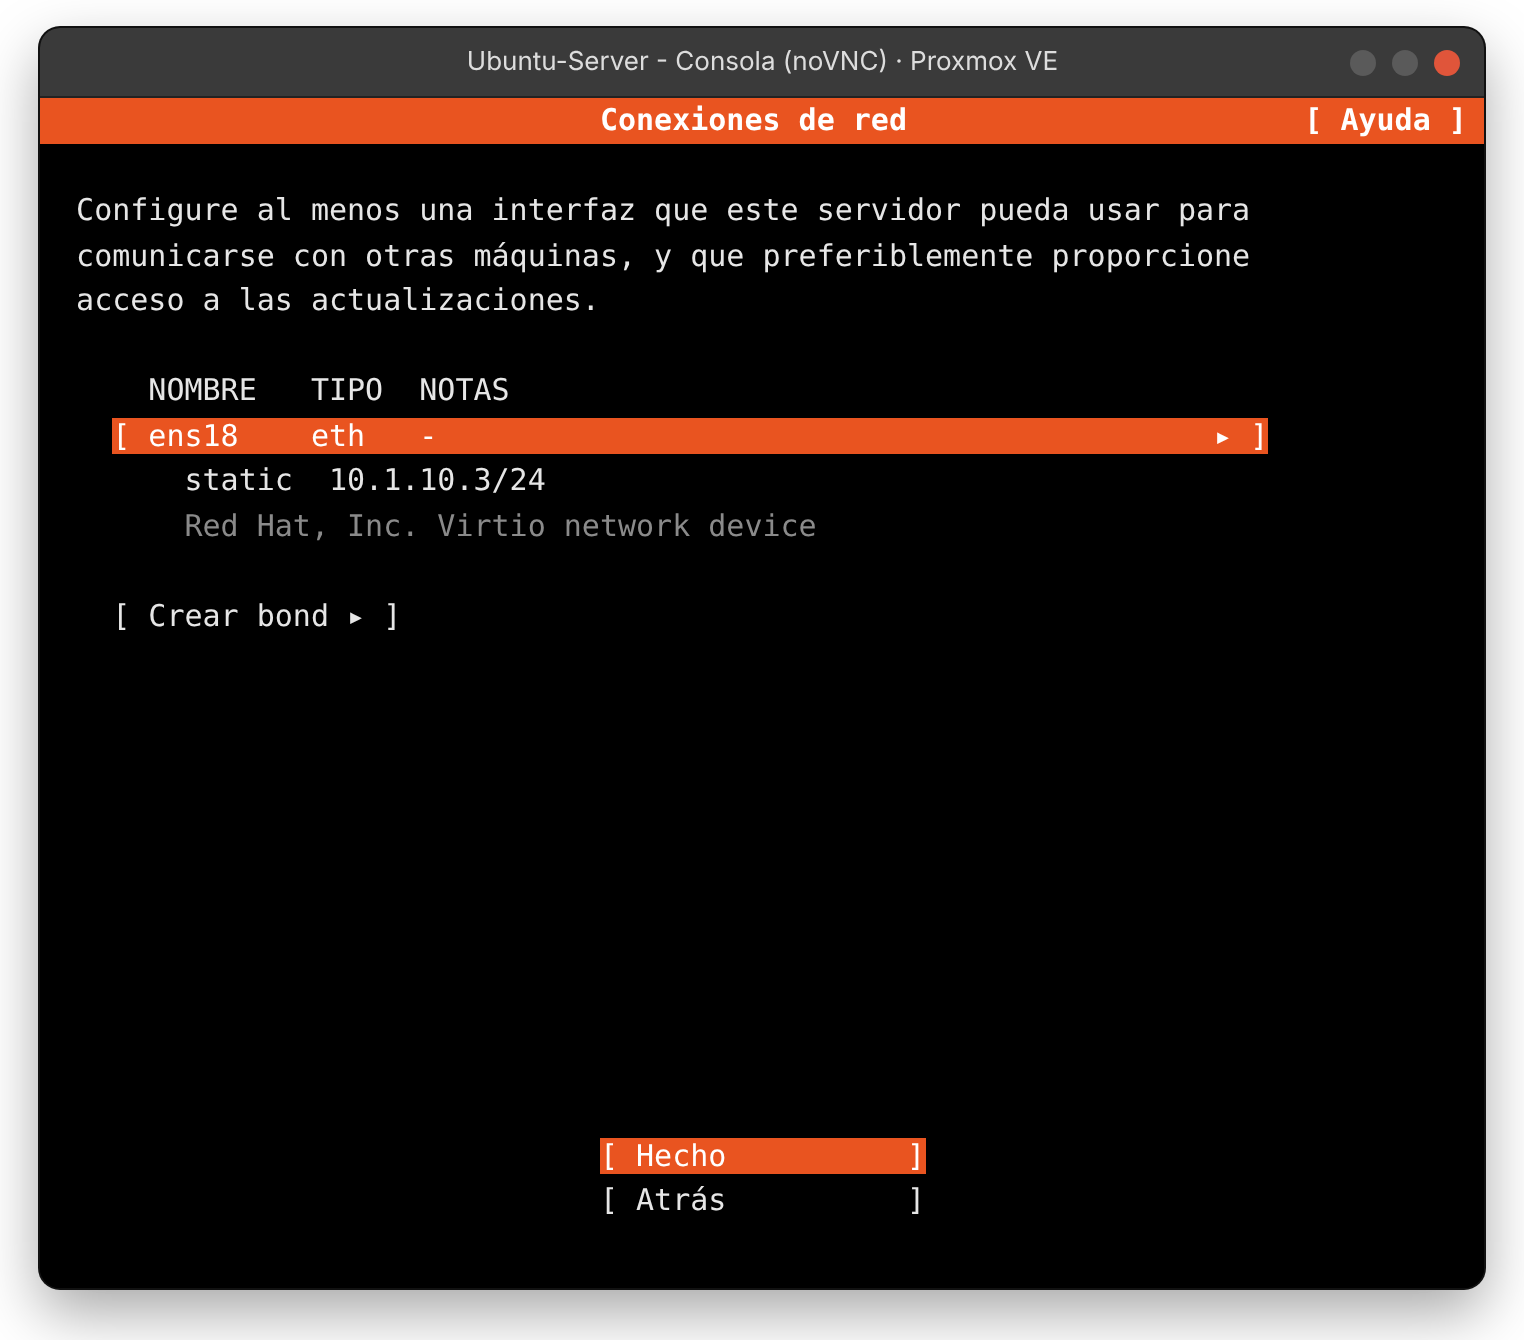 Ubuntu-Server - Consola (noVNC) · Proxmox VE
Conexiones de red [ Ayuda ]
Configure al menos una interfaz que este servidor pueda usar para
comunicarse con otras máquinas, y que preferiblemente proporcione
acceso a las actualizaciones.
NOMBRE TIPO NOTAS
[ ens18 eth - ▸ ]
static 10.1.10.3/24
Red Hat, Inc. Virtio network device
[ Crear bond ▸ ]
[ Hecho ]
[ Atrás ]